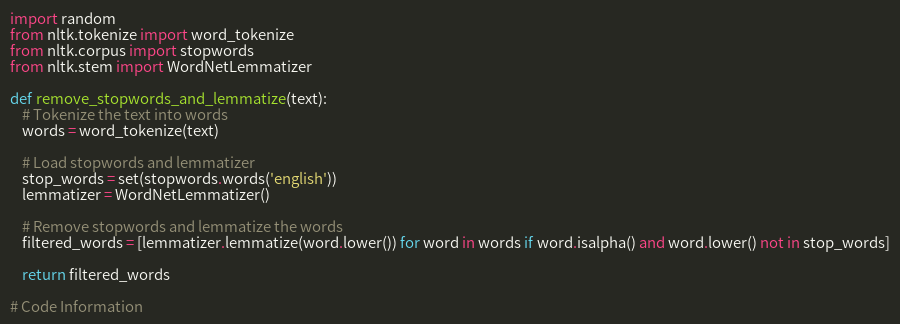 import random
from nltk.tokenize import word_tokenize
from nltk.corpus import stopwords
from nltk.stem import WordNetLemmatizer

def remove_stopwords_and_lemmatize(text):
    # Tokenize the text into words
    words = word_tokenize(text)

    # Load stopwords and lemmatizer
    stop_words = set(stopwords.words('english'))
    lemmatizer = WordNetLemmatizer()

    # Remove stopwords and lemmatize the words
    filtered_words = [lemmatizer.lemmatize(word.lower()) for word in words if word.isalpha() and word.lower() not in stop_words]

    return filtered_words

# Code Information